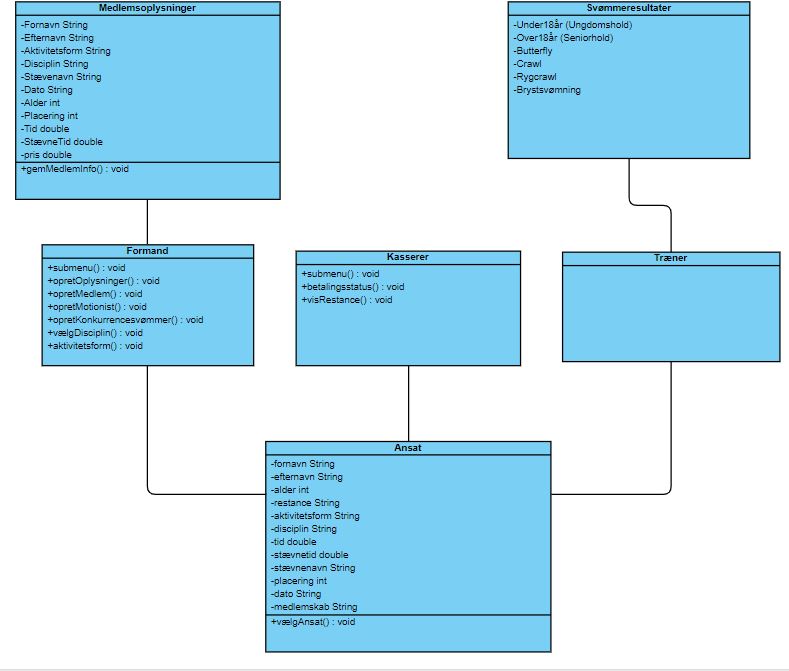 Medlemsoplysninger
-Fornavn String
-Efternavn String
-Aktivitetsform String
-Disciplin String
-Stævenavn String
-Dato String
-Alder int
-Placering int
-Tid double
-StævneTid double
-pris double
+gemMedlemInfo() : void
Svømmeresultater
-Under18år (Ungdomshold)
-Over18år (Seniorhold)
-Butterfly
-Crawl
-Rygcrawl
-Brystsvømning
Formand
+submenu() : void
+opretOplysninger() : void
+opretMedlem() : void
+opretMotionist() : void
+opretKonkurrencesvømmer() : void
+vælgDisciplin() : void
+aktivitetsform() : void
Kasserer
+submenu() : void
+betalingsstatus() : void
+visRestance() : void
Træner
Ansat
-fornavn String
-efternavn String
-alder int
-restance String
-aktivitetsform String
-disciplin String
-tid double
-stævnetid double
-stævnenavn String
-placering int
-dato String
-medlemskab String
+vælgAnsat() : void